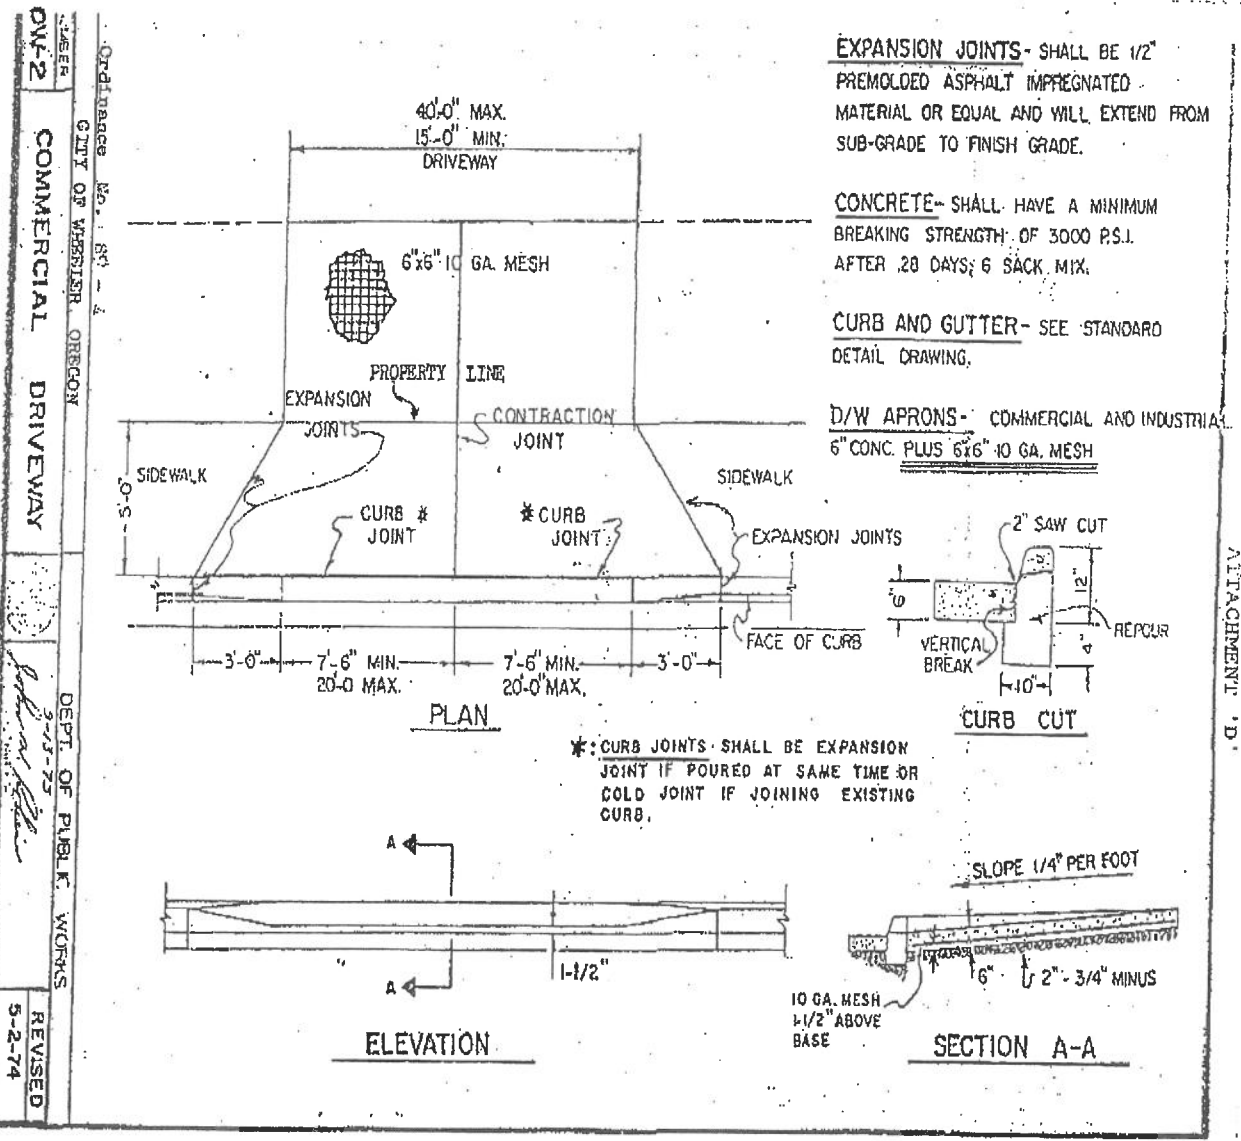 EXPANSION JOINTS- SHALL BE 1/2"
PREMOLDED ASPHALT IMPREGNATED
MATERIAL OR EQUAL AND WILL EXTEND FROM
SUB-GRADE TO FINISH GRADE.
CONCRETE- SHALL HAVE A MINIMUM
BREAKING STRENGTH OF 3000 P.S.I.
AFTER 28 DAYS; 6 SACK MIX.
CURB AND GUTTER- SEE STANDARD
DETAIL DRAWING.
D/W APRONS- COMMERCIAL AND INDUSTRIAL
6" CONC. PLUS 6x6" 10 GA. MESH
40'-0" MAX.
15'-0" MIN.
DRIVEWAY
6"x6" 10 GA. MESH
PROPERTY LINE
EXPANSION
JOINTS
CONTRACTION
JOINT
SIDEWALK
SIDEWALK
5'-0"
CURB *
JOINT
* CURB
JOINT
EXPANSION JOINTS
FACE OF CURB
3'-0"
7'-6" MIN.
20'-0 MAX.
7'-6" MIN.
20'-0" MAX.
3'-0"
PLAN
2" SAW CUT
6"
12"
4"
REPOUR
VERTICAL
BREAK
10"
CURB CUT
*: CURB JOINTS SHALL BE EXPANSION
JOINT IF POURED AT SAME TIME OR
COLD JOINT IF JOINING EXISTING
CURB.
A
A
1-1/2"
ELEVATION
SLOPE 1/4" PER FOOT
6"
2" - 3/4" MINUS
10 GA. MESH
1-1/2" ABOVE
BASE
SECTION A-A
ATTACHMENT 'D'
Ordinance No.
CITY OF WHEELER OREGON
DW-2
COMMERCIAL DRIVEWAY
DEPT. OF PUBLIC WORKS
REVISED
5-2-74